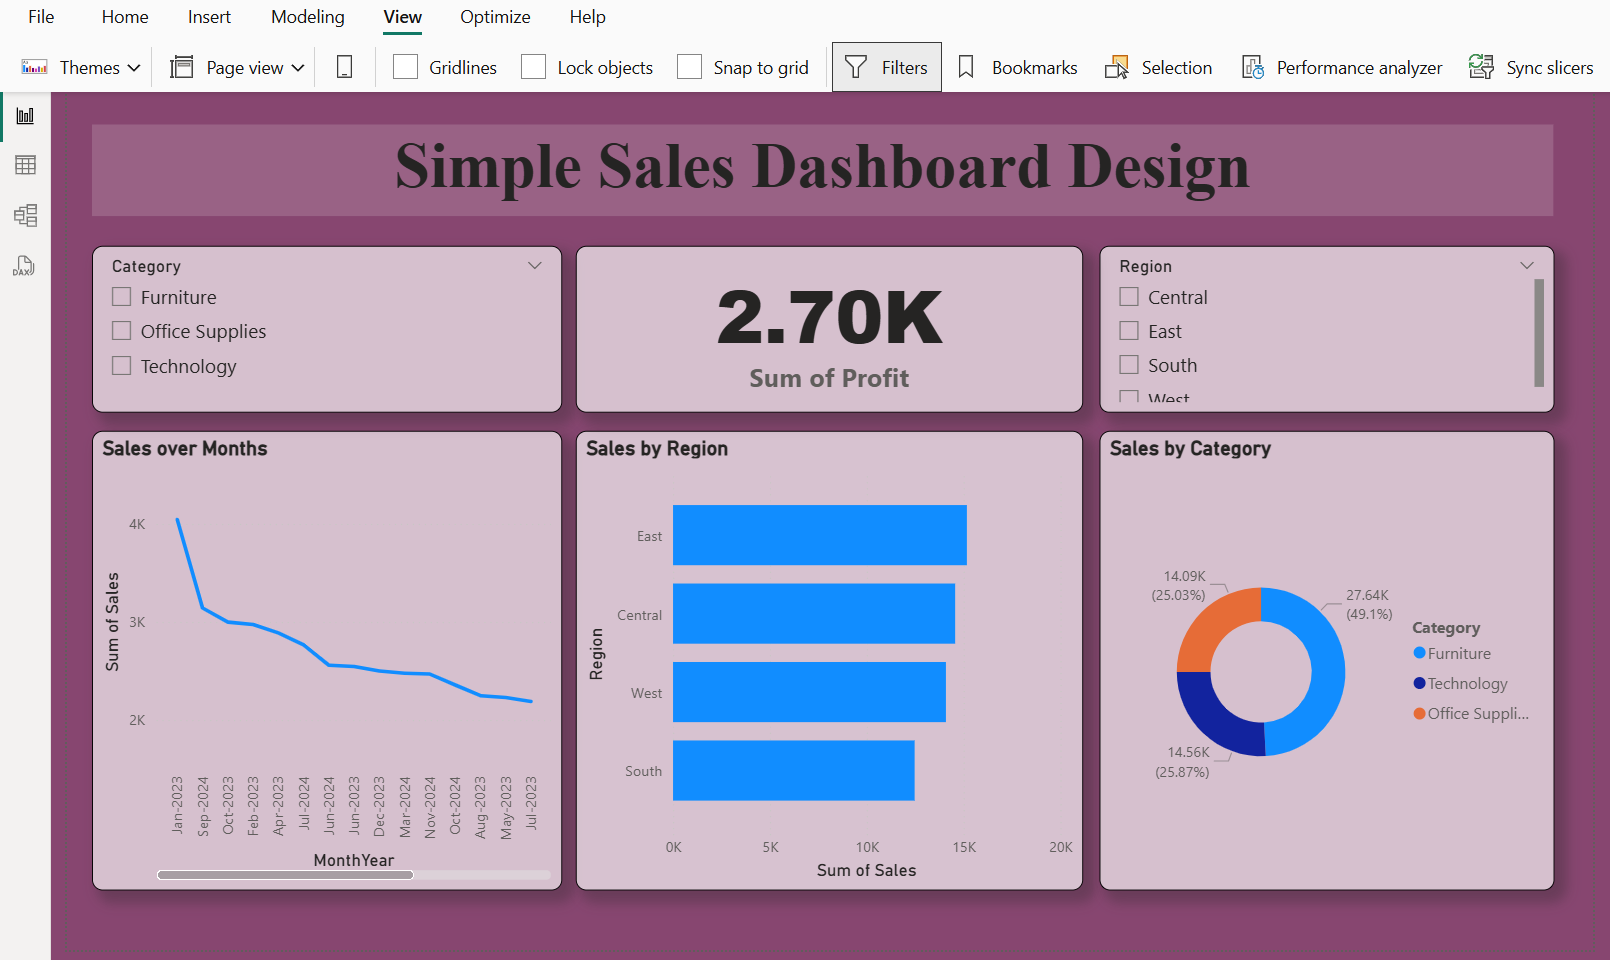 File Home Insert Modeling View Optimize Help
Themes Page view Gridlines Lock objects Snap to grid Filters Bookmarks Selection Performance analyzer Sync slicers
DAX
Simple Sales Dashboard Design
Category
Furniture
Office Supplies
Technology
2.70K
Sum of Profit
Region
Central
East
South
West
Sales over Months
Sum of Sales
4K
3K
2K
Jan-2023
Sep-2024
Oct-2023
Feb-2023
Apr-2023
Jul-2024
Jun-2024
Jun-2023
Dec-2023
Mar-2024
Nov-2024
Oct-2024
Aug-2023
May-2023
Jul-2023
MonthYear
Sales by Region
Region
East
Central
West
South
0K 5K 10K 15K 20K
Sum of Sales
Sales by Category
14.09K
(25.03%)
27.64K
(49.1%)
14.56K
(25.87%)
Category
Furniture
Technology
Office Suppli...